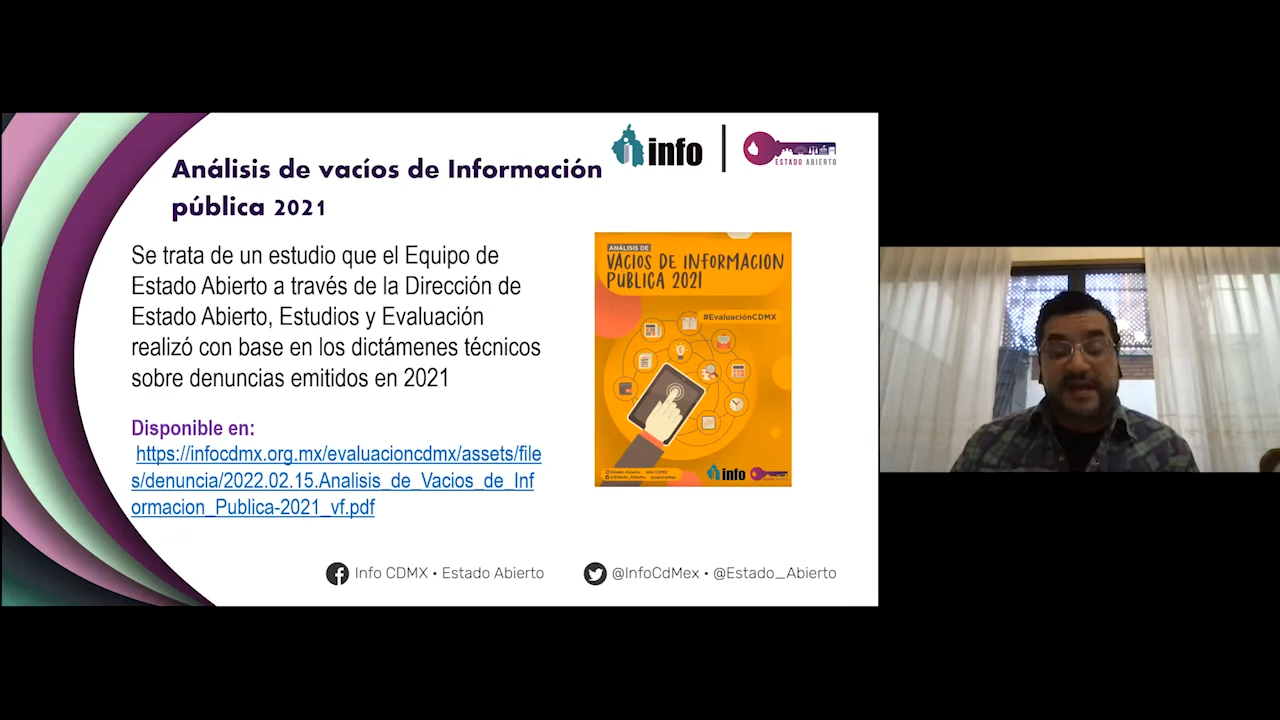 Análisis de vacíos de Información
pública 2021
info
ESTADO ABIERTO
Se trata de un estudio que el Equipo de
Estado Abierto a través de la Dirección de
Estado Abierto, Estudios y Evaluación
realizó con base en los dictámenes técnicos
sobre denuncias emitidos en 2021
Disponible en:
https://infocdmx.org.mx/evaluacioncdmx/assets/file
s/denuncia/2022.02.15.Analisis_de_Vacios_de_Inf
ormacion_Publica-2021_vf.pdf
ANÁLISIS DE
VACÍOS DE INFORMACIÓN
PÚBLICA 2021
#EvaluaciónCDMX
info
Info CDMX • Estado Abierto
@InfoCdMex • @Estado_Abierto